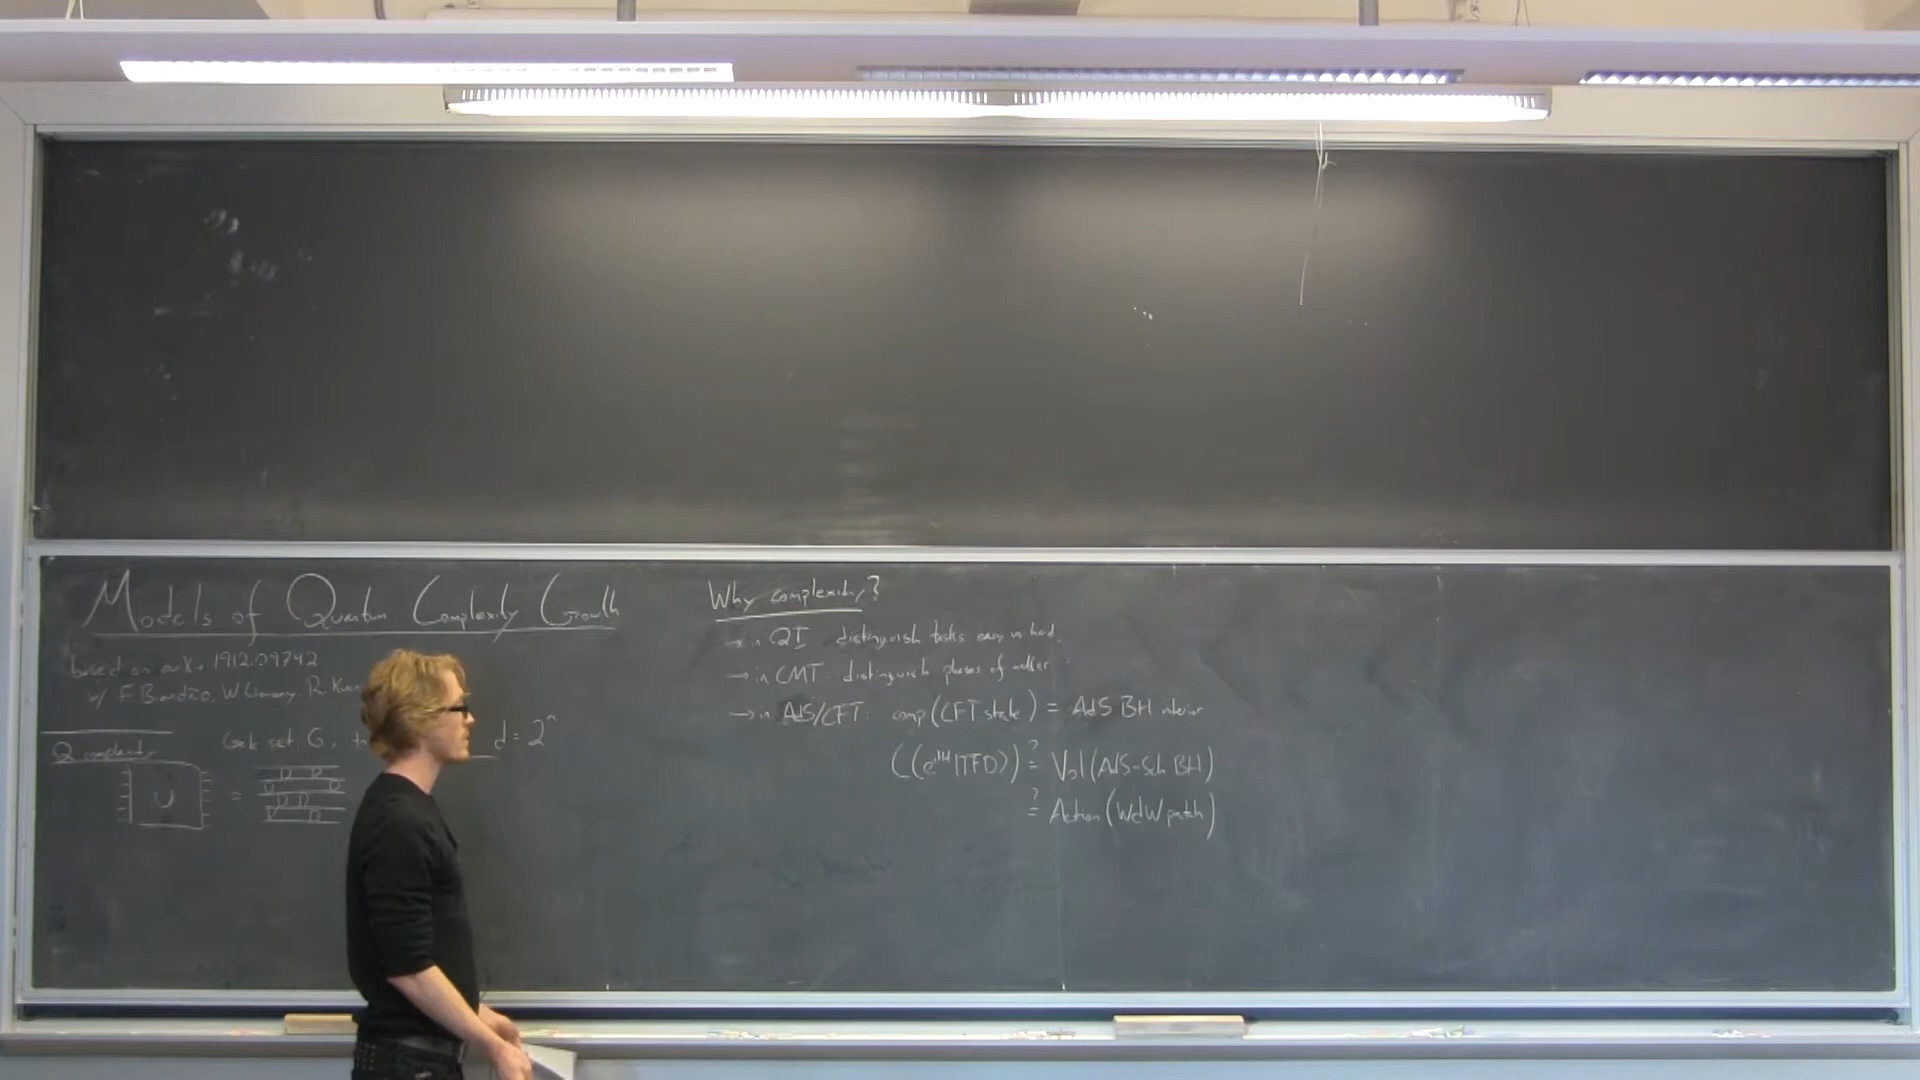 Models of Quantum Complexity Growth
based on arXiv 1912.09742
w/ F Brandão, W Chemissany, R Kue
Q complexity
Gate set G,
d = 2^n
U =
Why complexity?
→ in QI distinguish tasks easy vs hard
→ in CMT: distinguish phases of matter
→ in AdS/CFT: comp(CFT state) = AdS BH interior
C(e^{itH}|TFD⟩) ?= Vol(AdS-Sch BH)
?= Action(WdW patch)